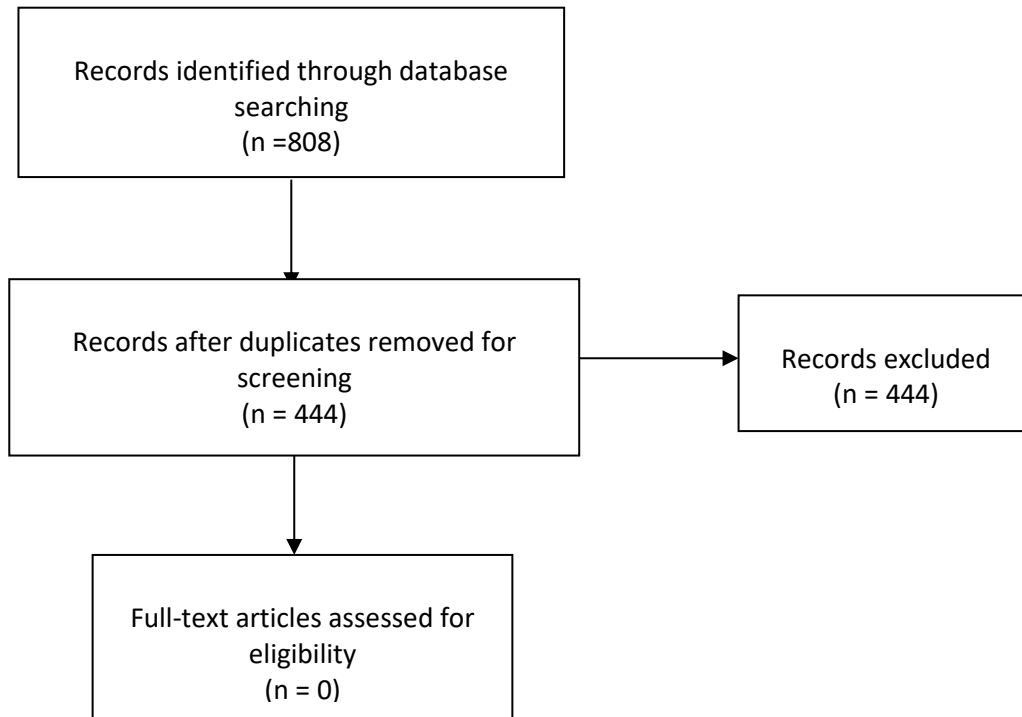 Records identified through database
searching
(n =808)
Records after duplicates removed for
screening
(n = 444)
Records excluded
(n = 444)
Full-text articles assessed for
eligibility
(n = 0)